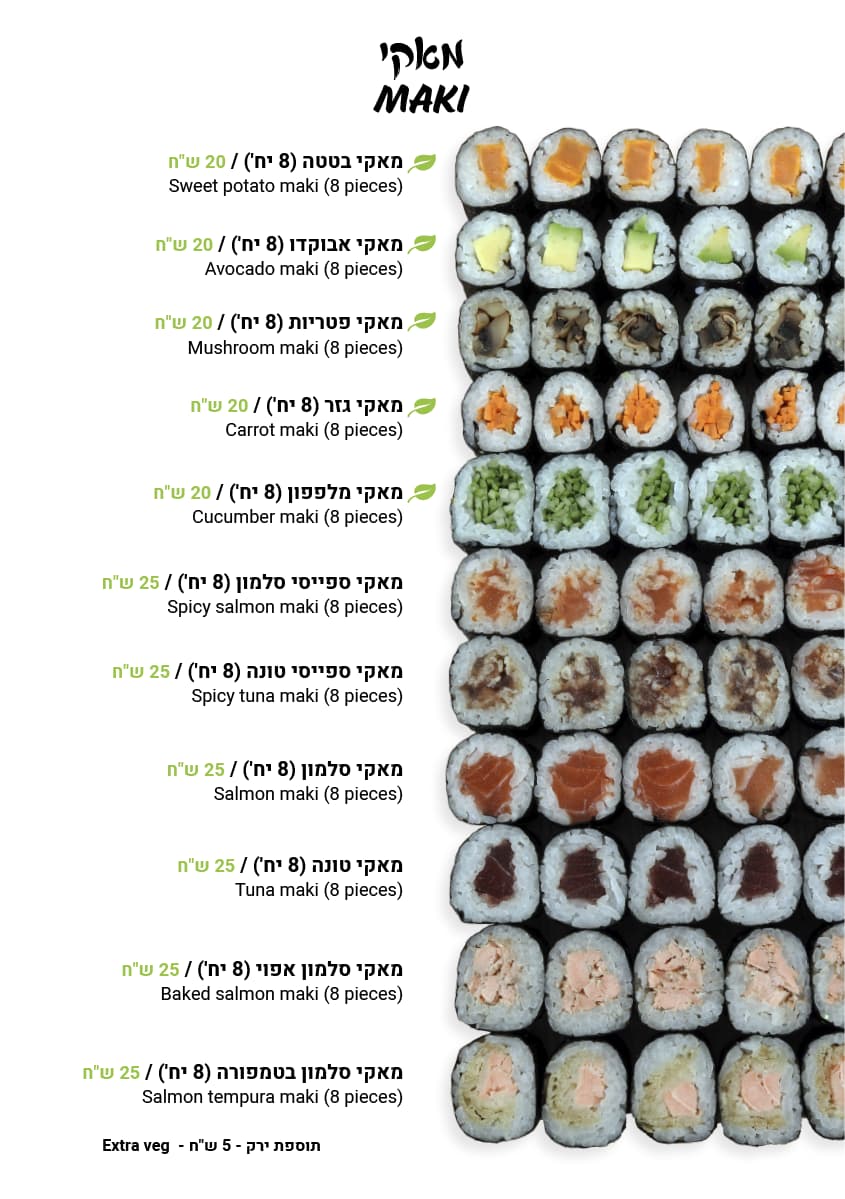 מאקי
MAKI
מאקי בטטה (8 יח') / 20 ש"ח
Sweet potato maki (8 pieces)
מאקי אבוקדו (8 יח') / 20 ש"ח
Avocado maki (8 pieces)
מאקי פטריות (8 יח') / 20 ש"ח
Mushroom maki (8 pieces)
מאקי גזר (8 יח') / 20 ש"ח
Carrot maki (8 pieces)
מאקי מלפפון (8 יח') / 20 ש"ח
Cucumber maki (8 pieces)
מאקי ספייסי סלמון (8 יח') / 25 ש"ח
Spicy salmon maki (8 pieces)
מאקי ספייסי טונה (8 יח') / 25 ש"ח
Spicy tuna maki (8 pieces)
מאקי סלמון (8 יח') / 25 ש"ח
Salmon maki (8 pieces)
מאקי טונה (8 יח') / 25 ש"ח
Tuna maki (8 pieces)
מאקי סלמון אפוי (8 יח') / 25 ש"ח
Baked salmon maki (8 pieces)
מאקי סלמון בטמפורה (8 יח') / 25 ש"ח
Salmon tempura maki (8 pieces)
תוספת ירק - 5 ש"ח - Extra veg